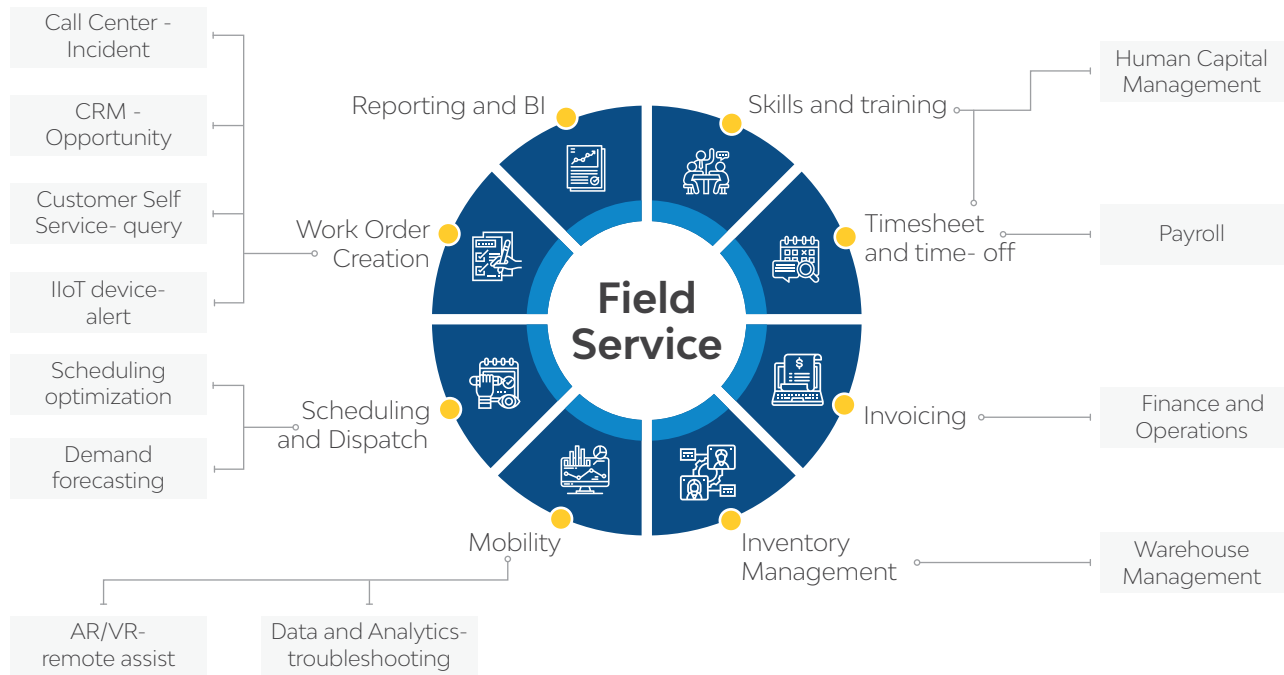 Call Center -
Incident
CRM -
Opportunity
Customer Self
Service- query
IIoT device-
alert
Scheduling
optimization
Demand
forecasting
AR/VR-
remote assist
Data and Analytics-
troubleshooting
Reporting and BI
Work Order
Creation
Scheduling
and Dispatch
Mobility
Field
Service
Skills and training
Timesheet
and time- off
Invoicing
Inventory
Management
Human Capital
Management
Payroll
Finance and
Operations
Warehouse
Management